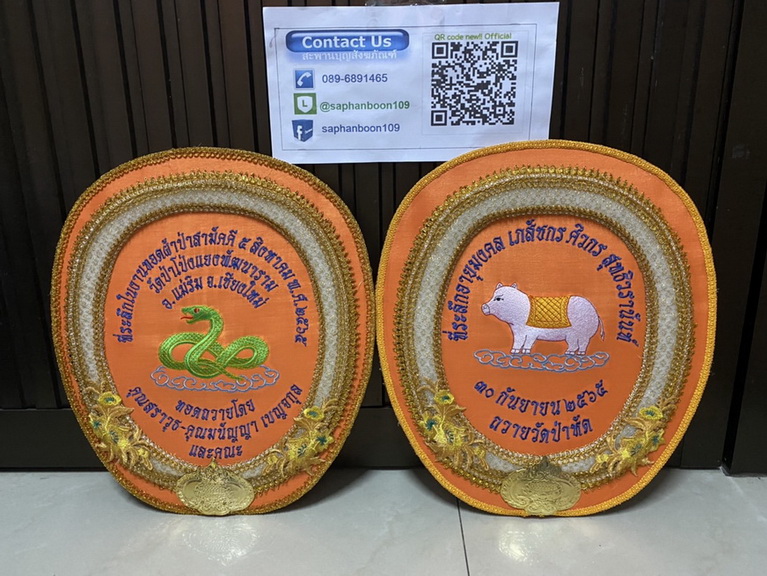 Contact Us
สะพานบุญสังฆภัณฑ์
QR code new!! Official
089-6891465
@saphanboon109
saphanboon109
ที่ระลึกในงานทอดผ้าป่าสามัคคี ๕ สิงหาคม พ.ศ.๒๕๖๕
วัดป่าโป่งแยงพัฒนาราม
อ.แม่ริม จ.เชียงใหม่
ทอดถวายโดย
คุณสราวุธ-คุณมนัญญา เบญจกุล
และคณะ
ที่ระลึกอายุมงคล เภสัชกร ศิวกร สุทธิวรานันท์
๓๐ กันยายน ๒๕๖๕
ถวายวัดป่าหัด